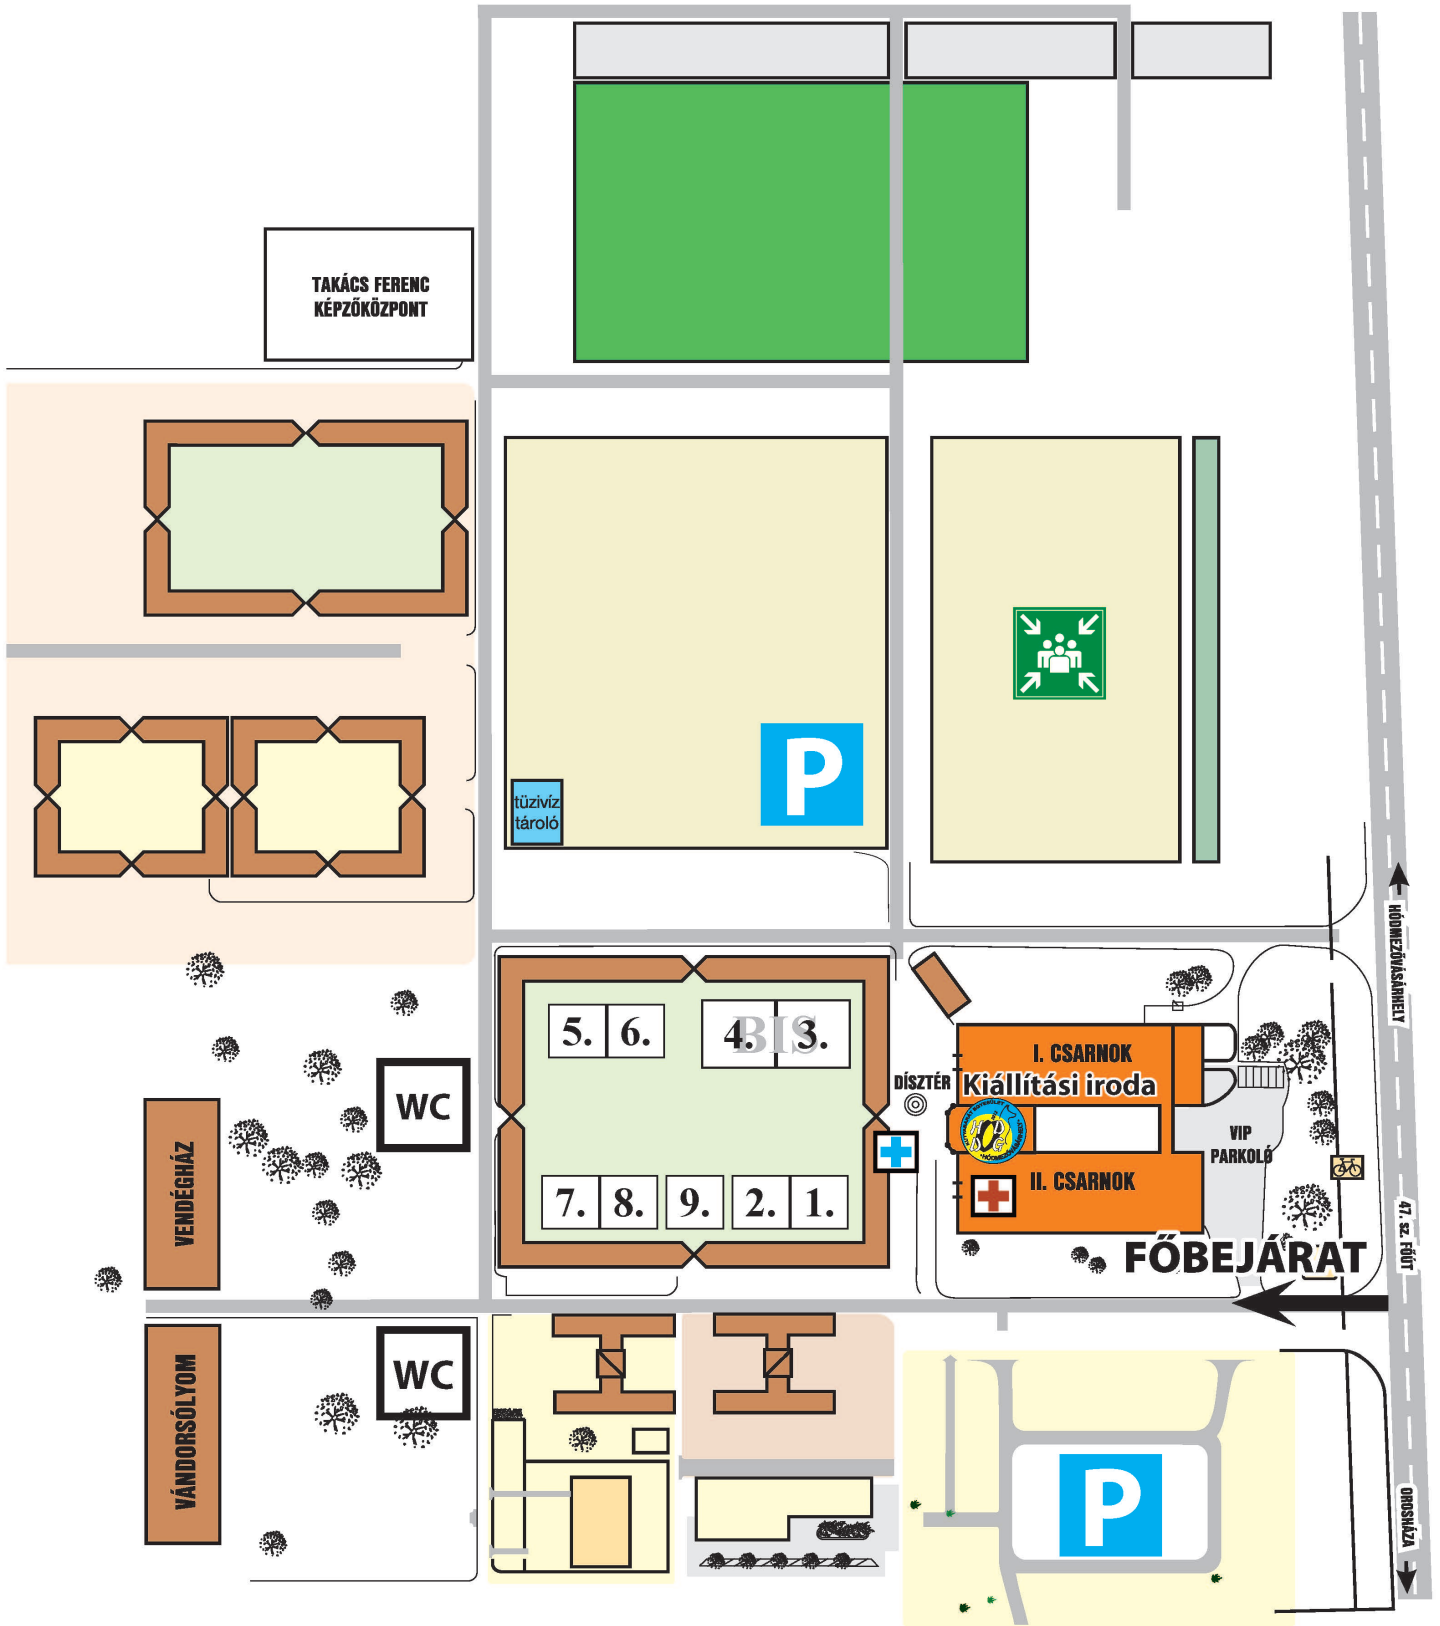 TAKÁCS FERENC
KÉPZŐKÖZPONT
P
tüzivíz
tároló
HÓDMEZŐVÁSÁRHELY
5. 6. 4. 3.
BIS
I. CSARNOK
DÍSZTÉR
Kiállítási iroda
WC
VIP
PARKOLÓ
VENDÉGHÁZ
7. 8. 9. 2. 1.
II. CSARNOK
47. sz. FŐÚT
FŐBEJÁRAT
VÁNDORSÓLYOM
WC
P
OROSHÁZA